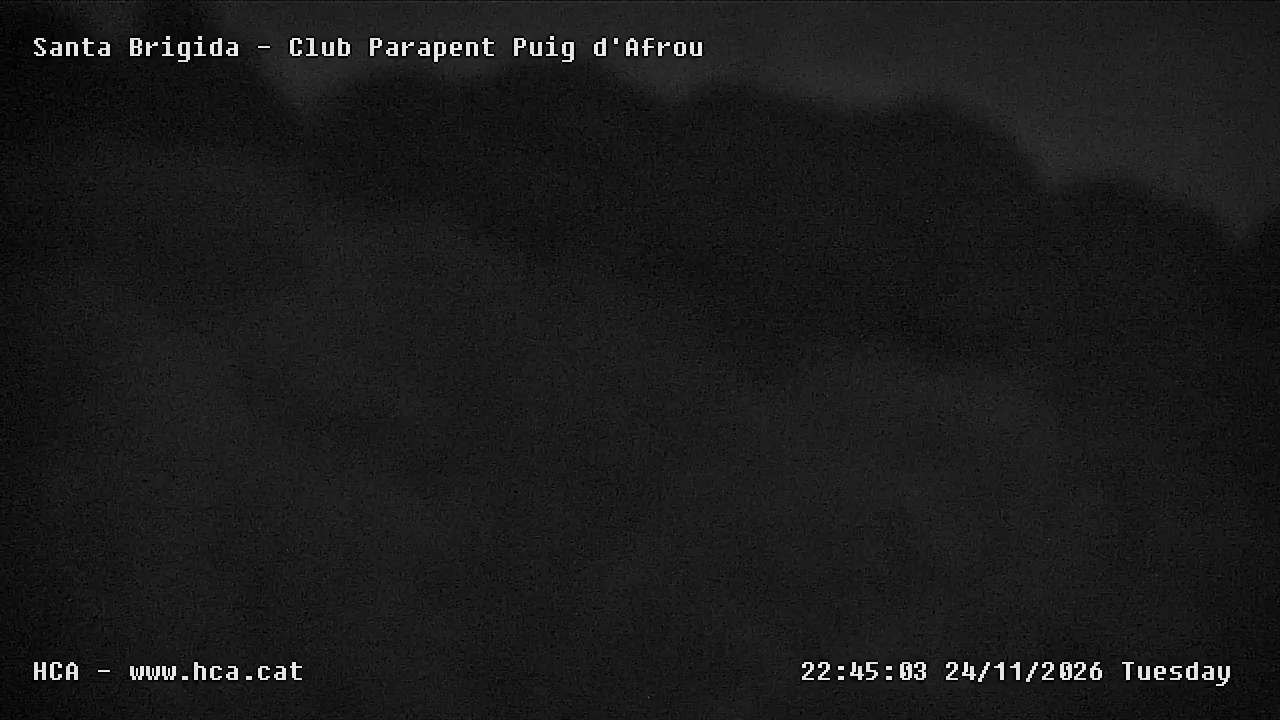 Santa Brigida - Club Parapent Puig d'Afrou
HCA - www.hca.cat
22:45:03 24/11/2026 Tuesday